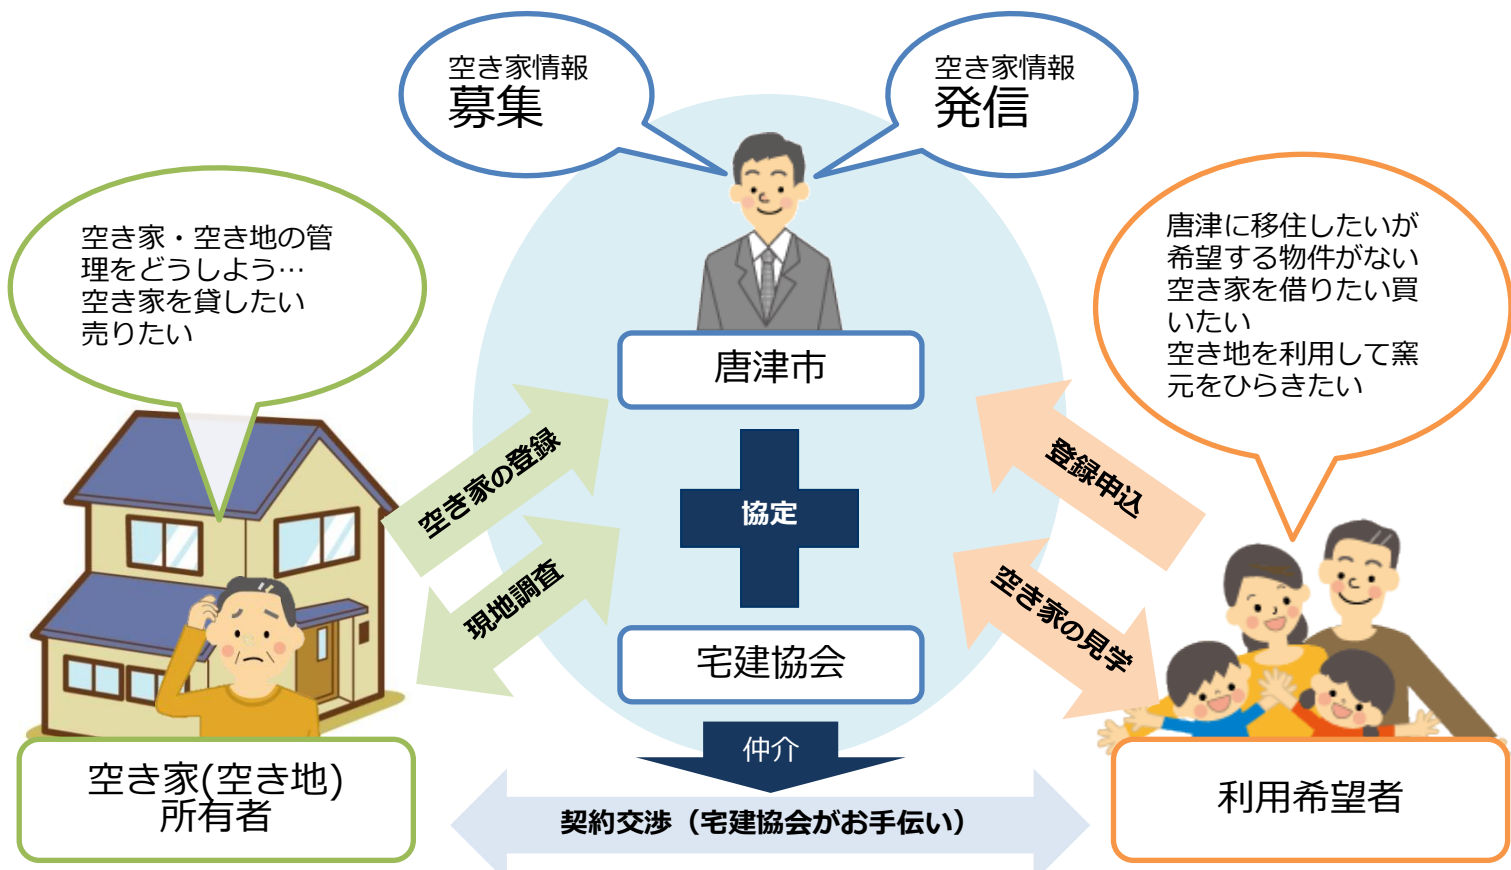 空き家情報
募集
空き家情報
発信
空き家・空き地の管
理をどうしよう…
空き家を貸したい
売りたい
唐津に移住したいが
希望する物件がない
空き家を借りたい買
いたい
空き地を利用して窯
元をひらきたい
唐津市
空き家の登録
登録申込
協定
現地調査
空き家の見学
宅建協会
仲介
空き家(空き地)
所有者
利用希望者
契約交渉（宅建協会がお手伝い）